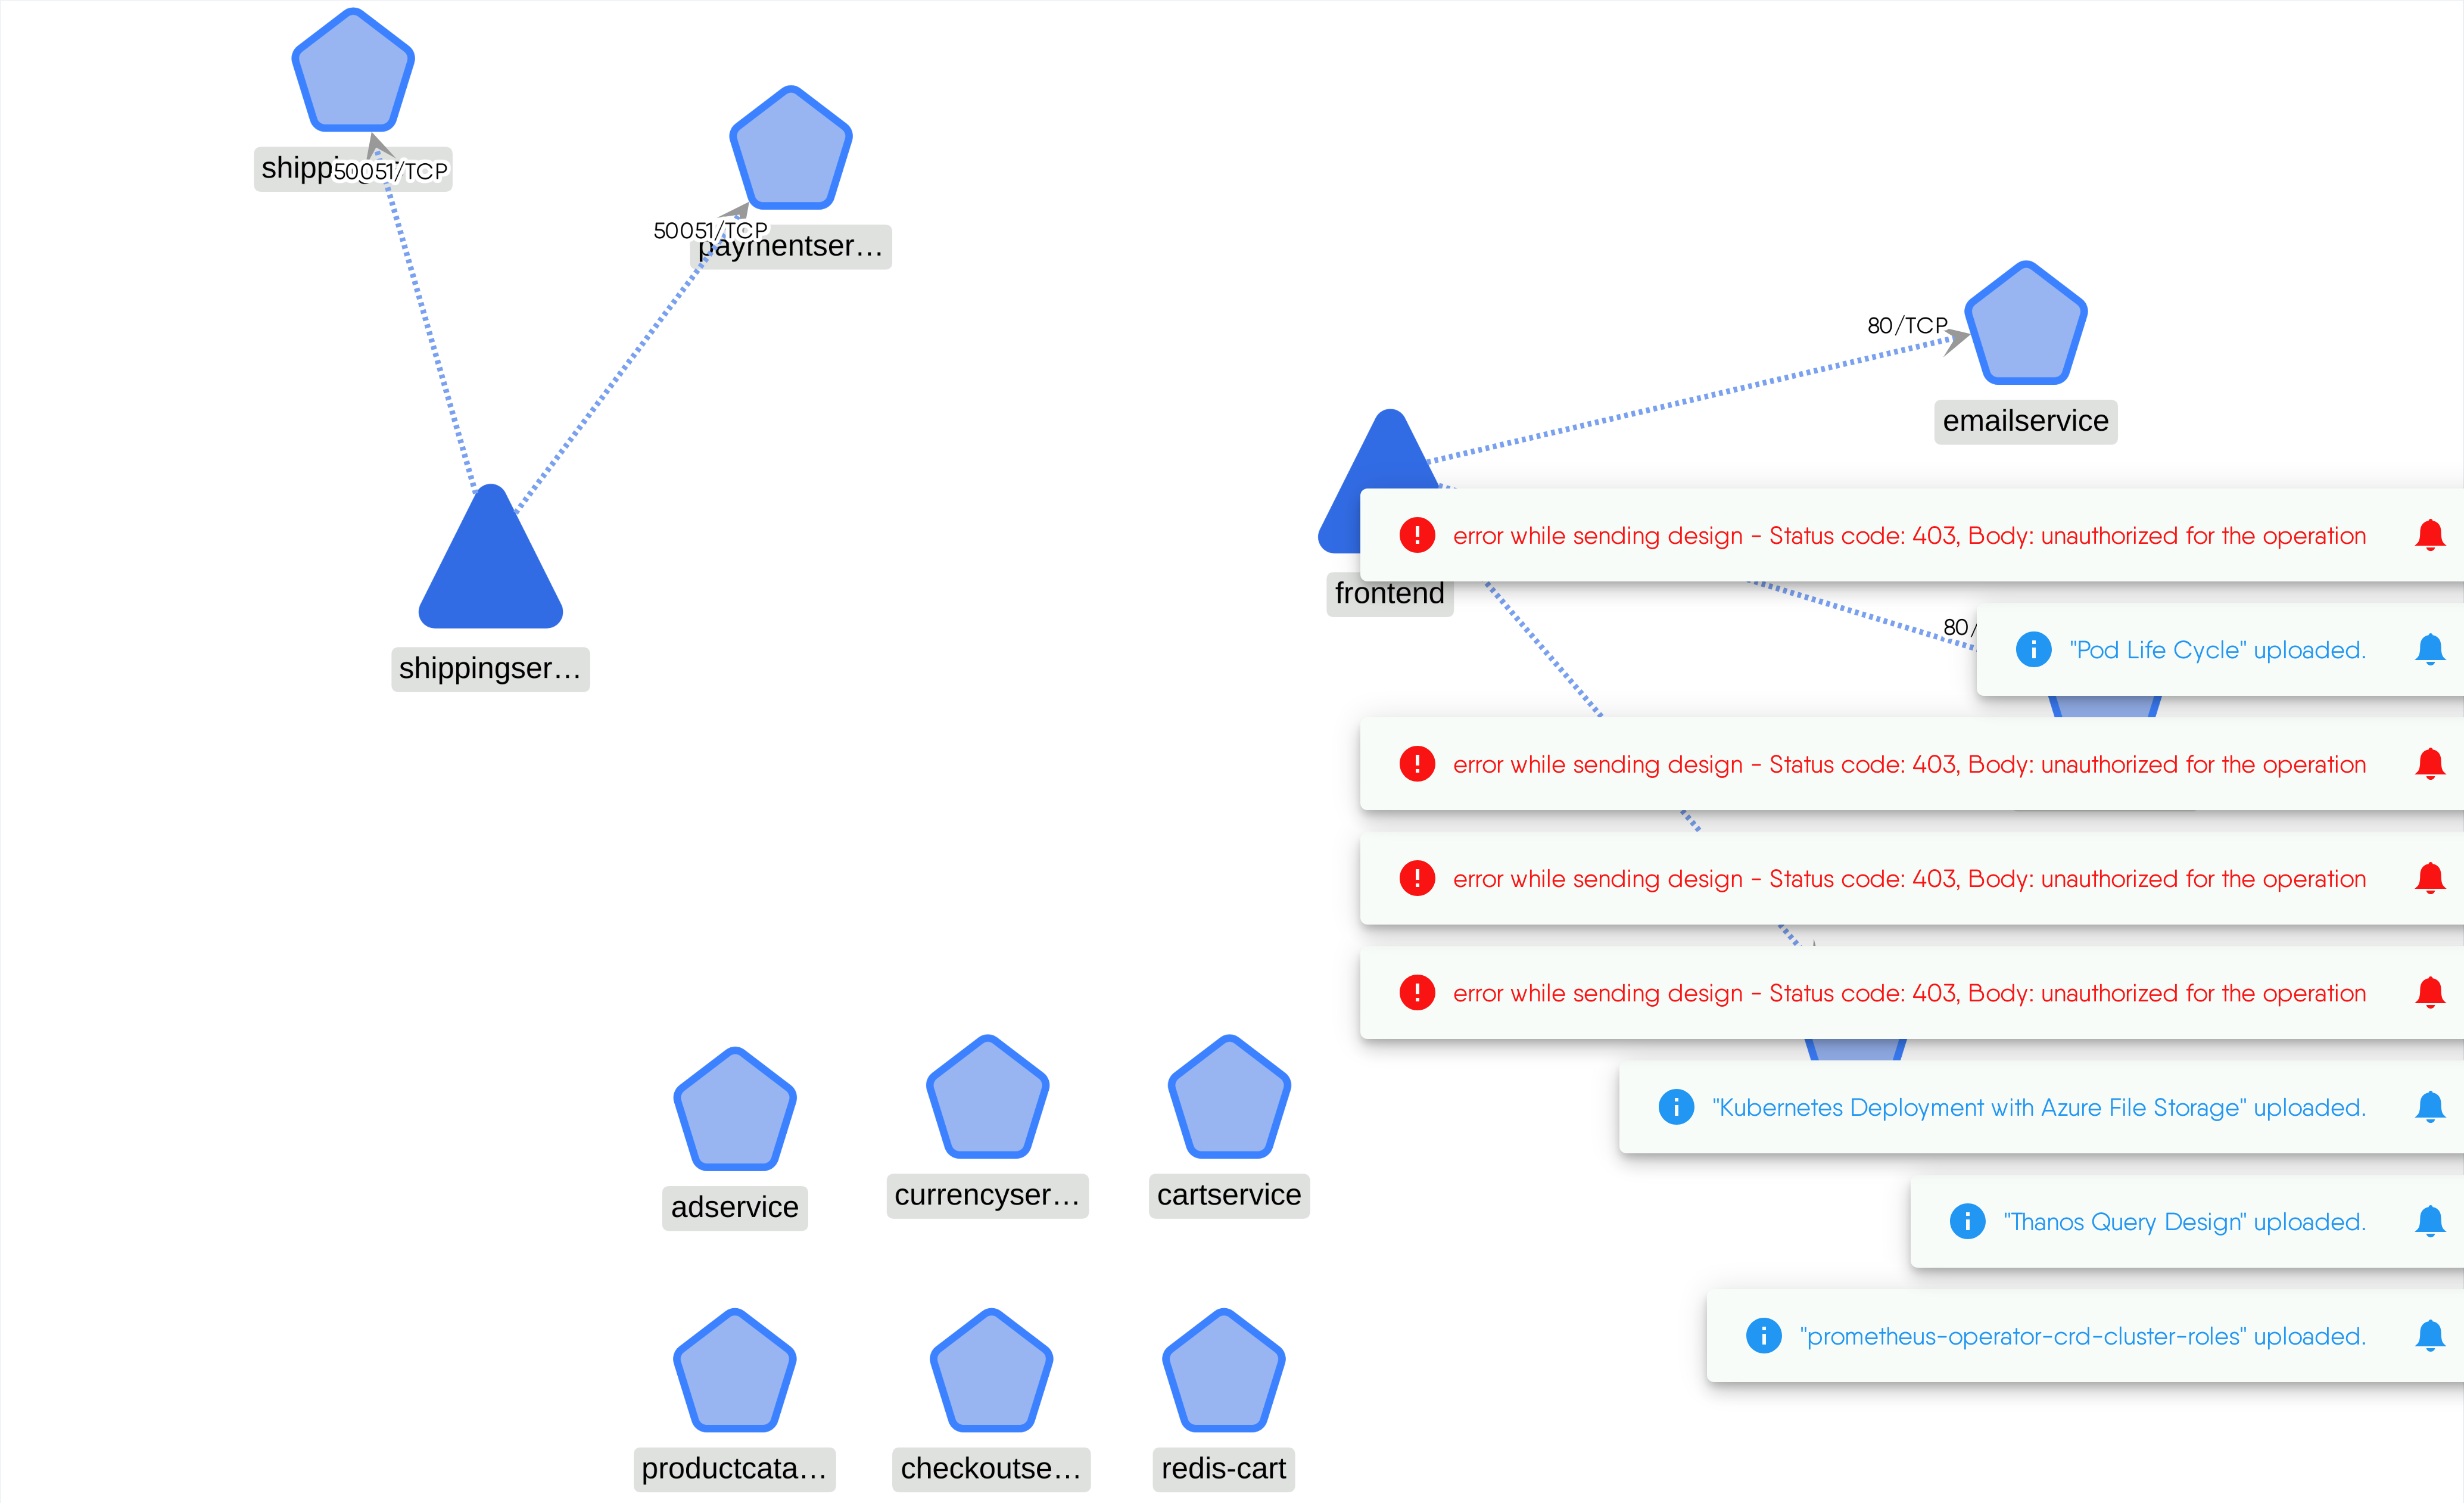 50051/TCP
50051/TCP
paymentser…
80/TCP
emailservice
error while sending design - Status code: 403, Body: unauthorized for the operation
frontend
80/
"Pod Life Cycle" uploaded.
shippingser…
error while sending design - Status code: 403, Body: unauthorized for the operation
error while sending design - Status code: 403, Body: unauthorized for the operation
error while sending design - Status code: 403, Body: unauthorized for the operation
"Kubernetes Deployment with Azure File Storage" uploaded.
adservice
currencyser…
cartservice
"Thanos Query Design" uploaded.
"prometheus-operator-crd-cluster-roles" uploaded.
productcata…
checkoutse…
redis-cart